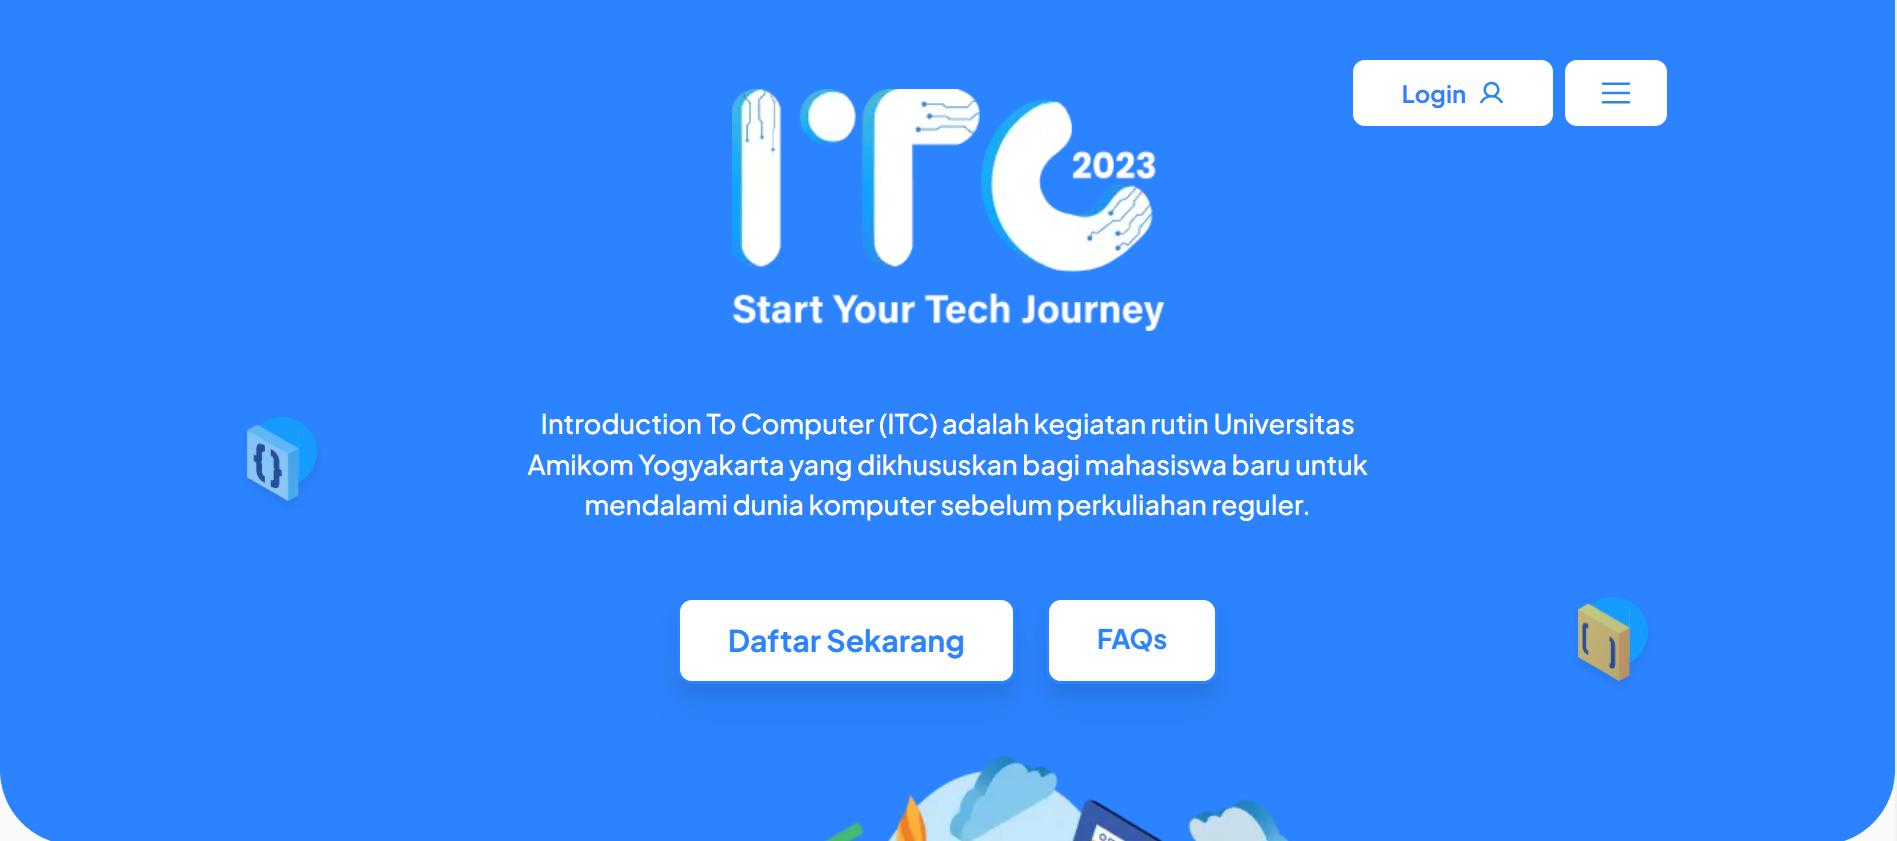 Login
ITC
2023
Start Your Tech Journey
Introduction To Computer (ITC) adalah kegiatan rutin Universitas
Amikom Yogyakarta yang dikhususkan bagi mahasiswa baru untuk
mendalami dunia komputer sebelum perkuliahan reguler.
{}
[ ]
Daftar Sekarang
FAQs